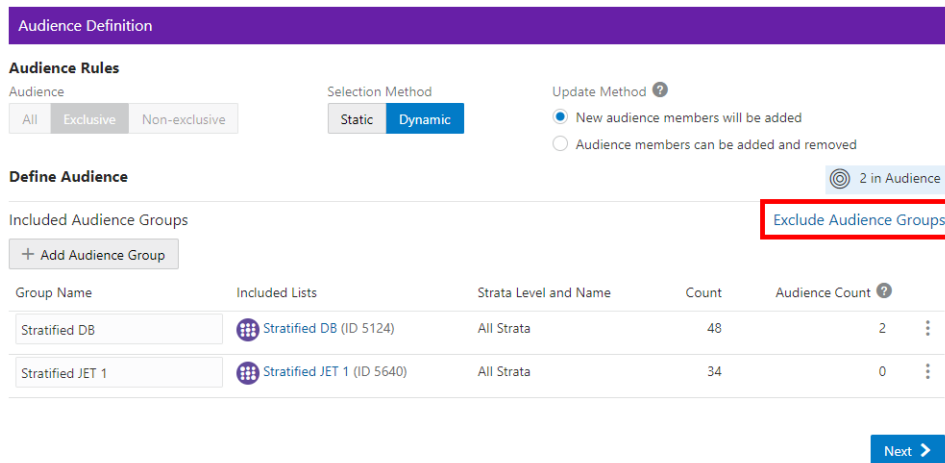 Audience Definition
Audience Rules
Audience Selection Method Update Method ?
All Exclusive Non-exclusive Static Dynamic New audience members will be added
Audience members can be added and removed
Define Audience 2 in Audience
Included Audience Groups Exclude Audience Groups
+ Add Audience Group
Group Name Included Lists Strata Level and Name Count Audience Count ?
Stratified DB Stratified DB (ID 5124) All Strata 48 2
Stratified JET 1 Stratified JET 1 (ID 5640) All Strata 34 0
Next